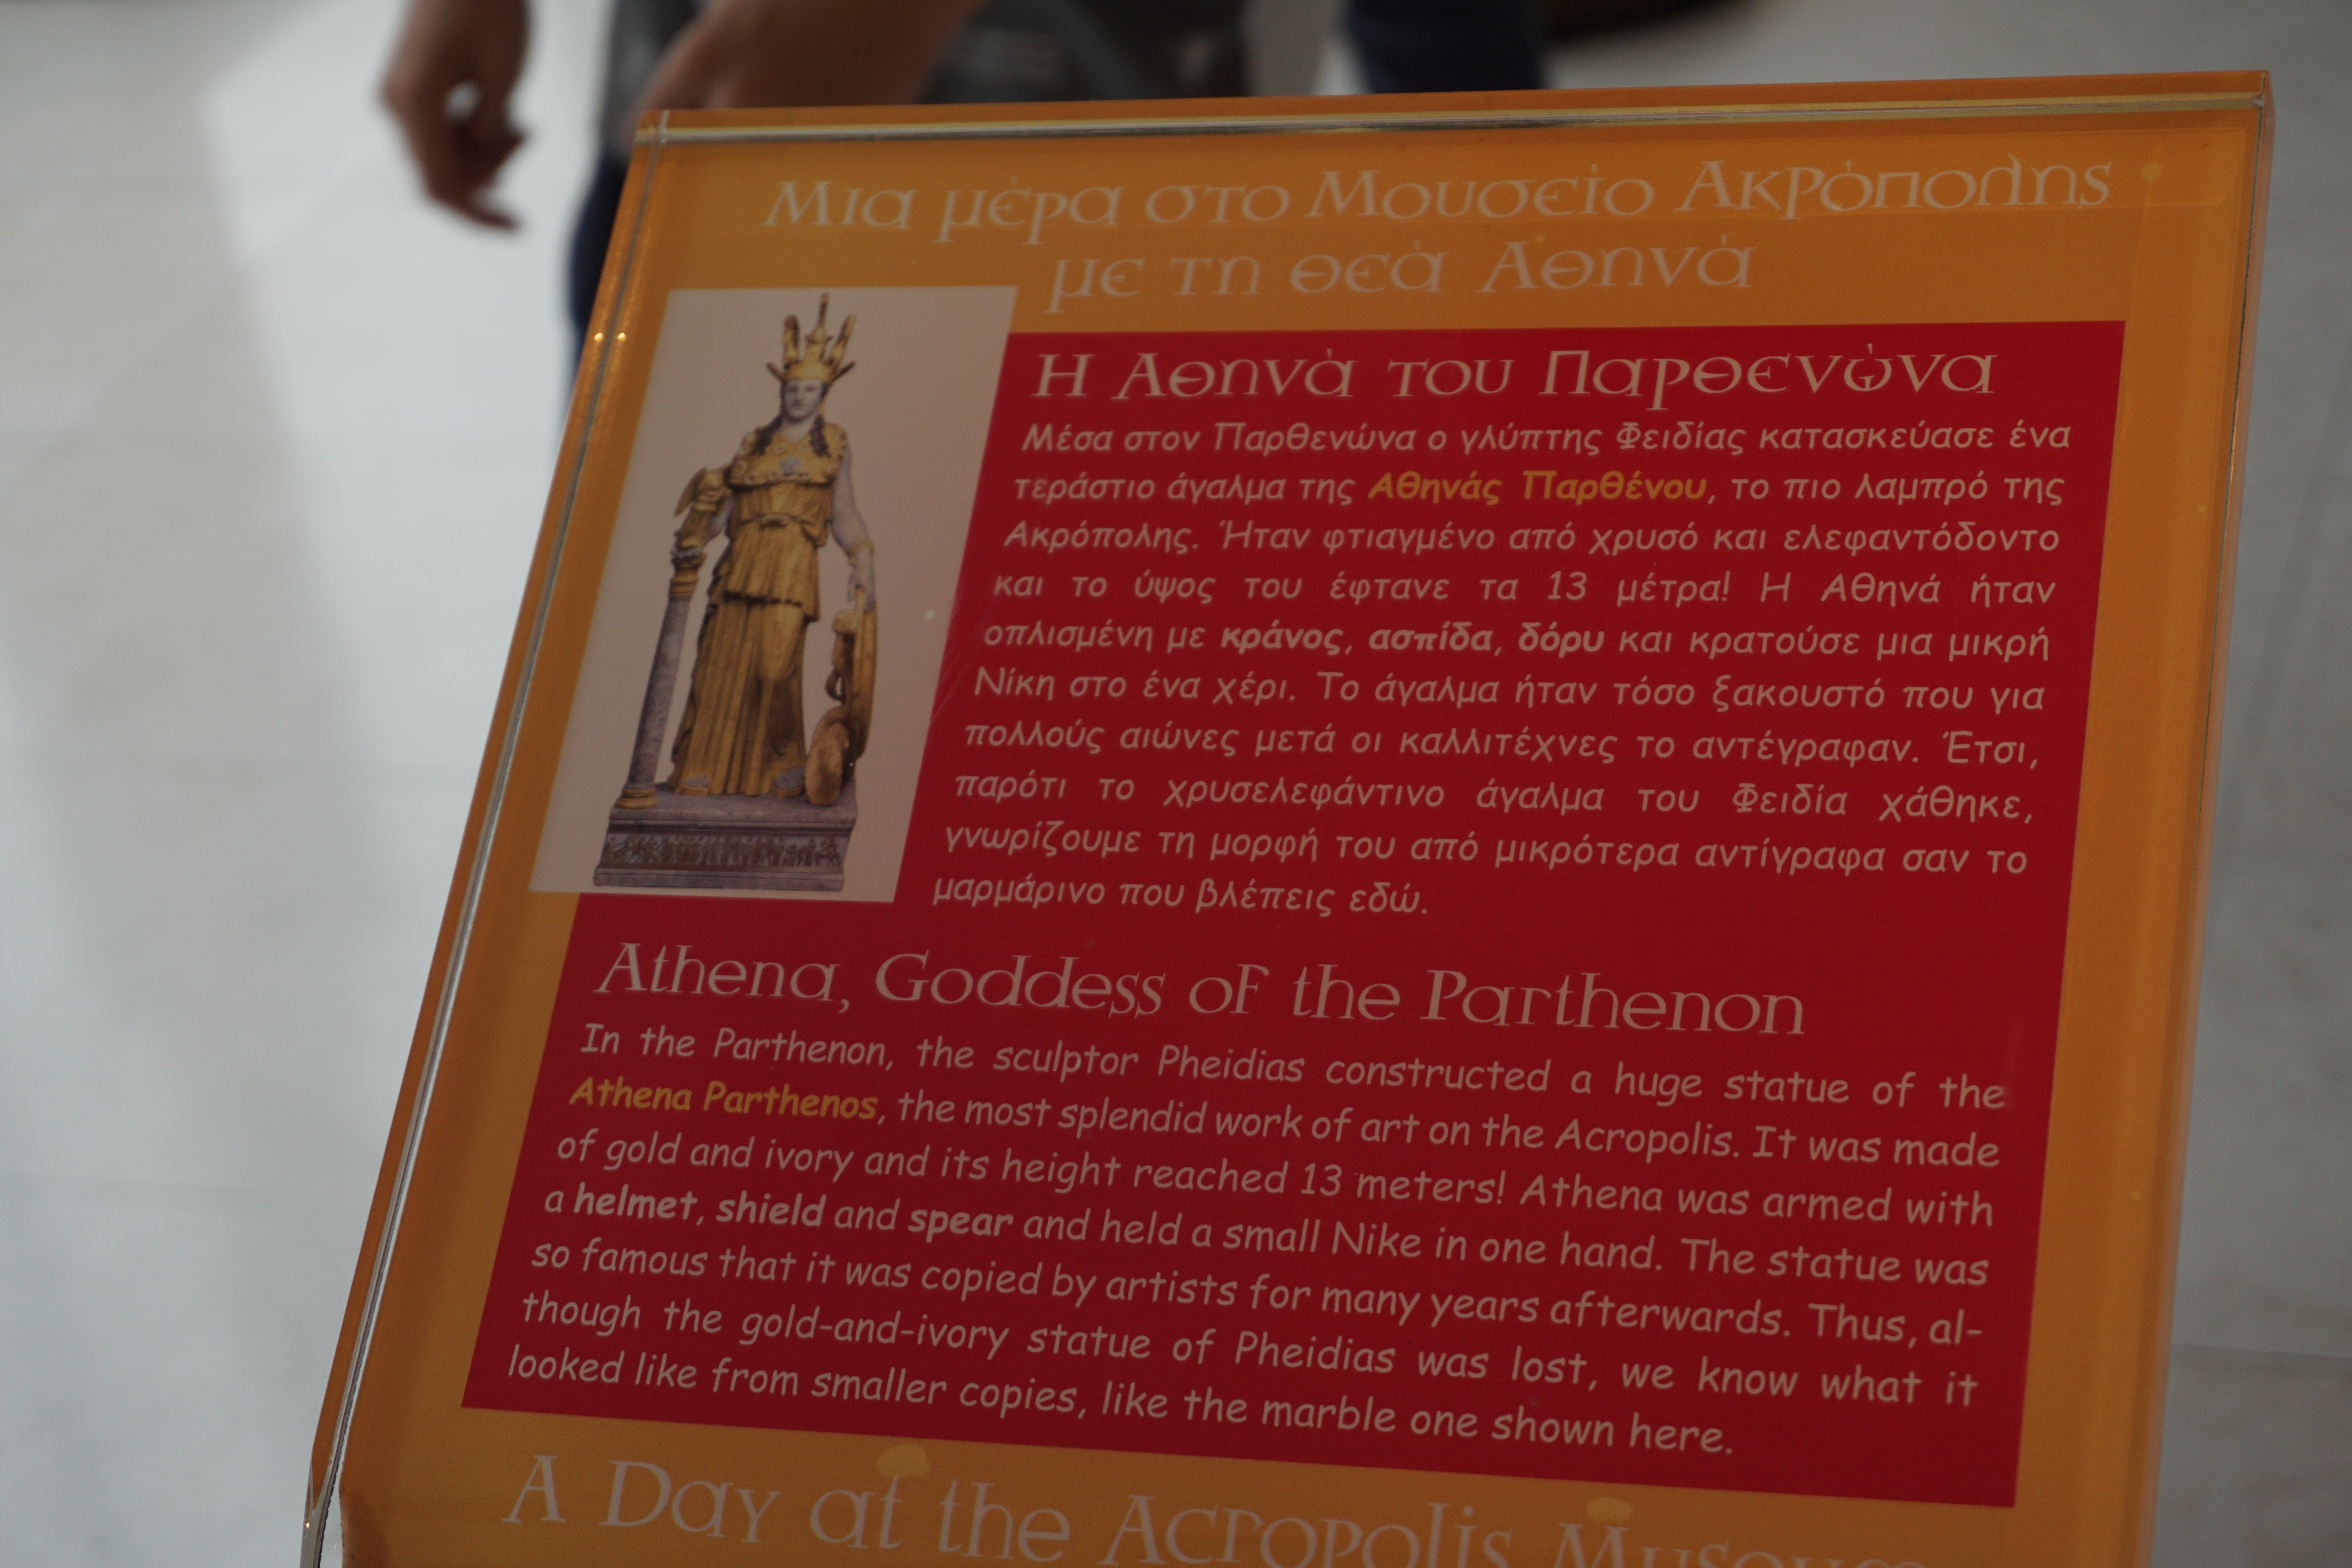 Μια μέρα στο Μουσείο Ακρόπολης
με τη θεά Αθηνά
Η Αθηνά του Παρθενώνα
Μέσα στον Παρθενώνα ο γλύπτης Φειδίας κατασκεύασε ένα
τεράστιο άγαλμα της Αθηνάς Παρθένου, το πιο λαμπρό της
Ακρόπολης. Ήταν φτιαγμένο από χρυσό και ελεφαντόδοντο
και το ύψος του έφτανε τα 13 μέτρα! Η Αθηνά ήταν
οπλισμένη με κράνος, ασπίδα, δόρυ και κρατούσε μια μικρή
Νίκη στο ένα χέρι. Το άγαλμα ήταν τόσο ξακουστό που για
πολλούς αιώνες μετά οι καλλιτέχνες το αντέγραφαν. Έτσι,
παρότι το χρυσελεφάντινο άγαλμα του Φειδία χάθηκε,
γνωρίζουμε τη μορφή του από μικρότερα αντίγραφα σαν το
μαρμάρινο που βλέπεις εδώ.
Athena, Goddess of the Parthenon
In the Parthenon, the sculptor Pheidias constructed a huge statue of the
Athena Parthenos, the most splendid work of art on the Acropolis. It was made
of gold and ivory and its height reached 13 meters! Athena was armed with
a helmet, shield and spear and held a small Nike in one hand. The statue was
so famous that it was copied by artists for many years afterwards. Thus, al-
though the gold-and-ivory statue of Pheidias was lost, we know what it
looked like from smaller copies, like the marble one shown here.
A Day at the Acropolis Museum